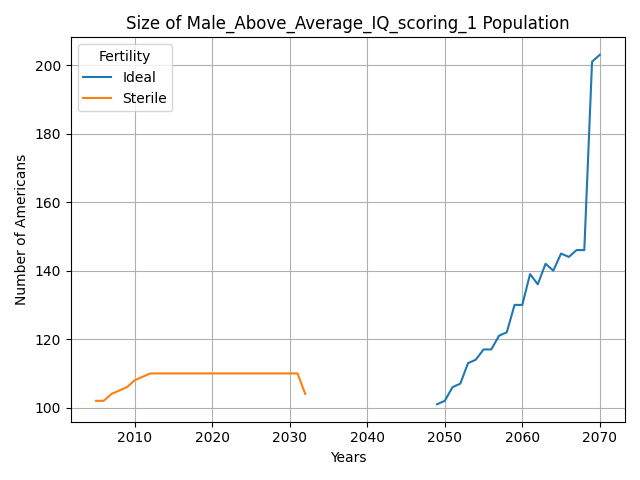 Size of Male_Above_Average_IQ_scoring_1 Population
Fertility
Ideal
Sterile
Number of Americans
200
180
160
140
120
100
2010 2020 2030 2040 2050 2060 2070
Years